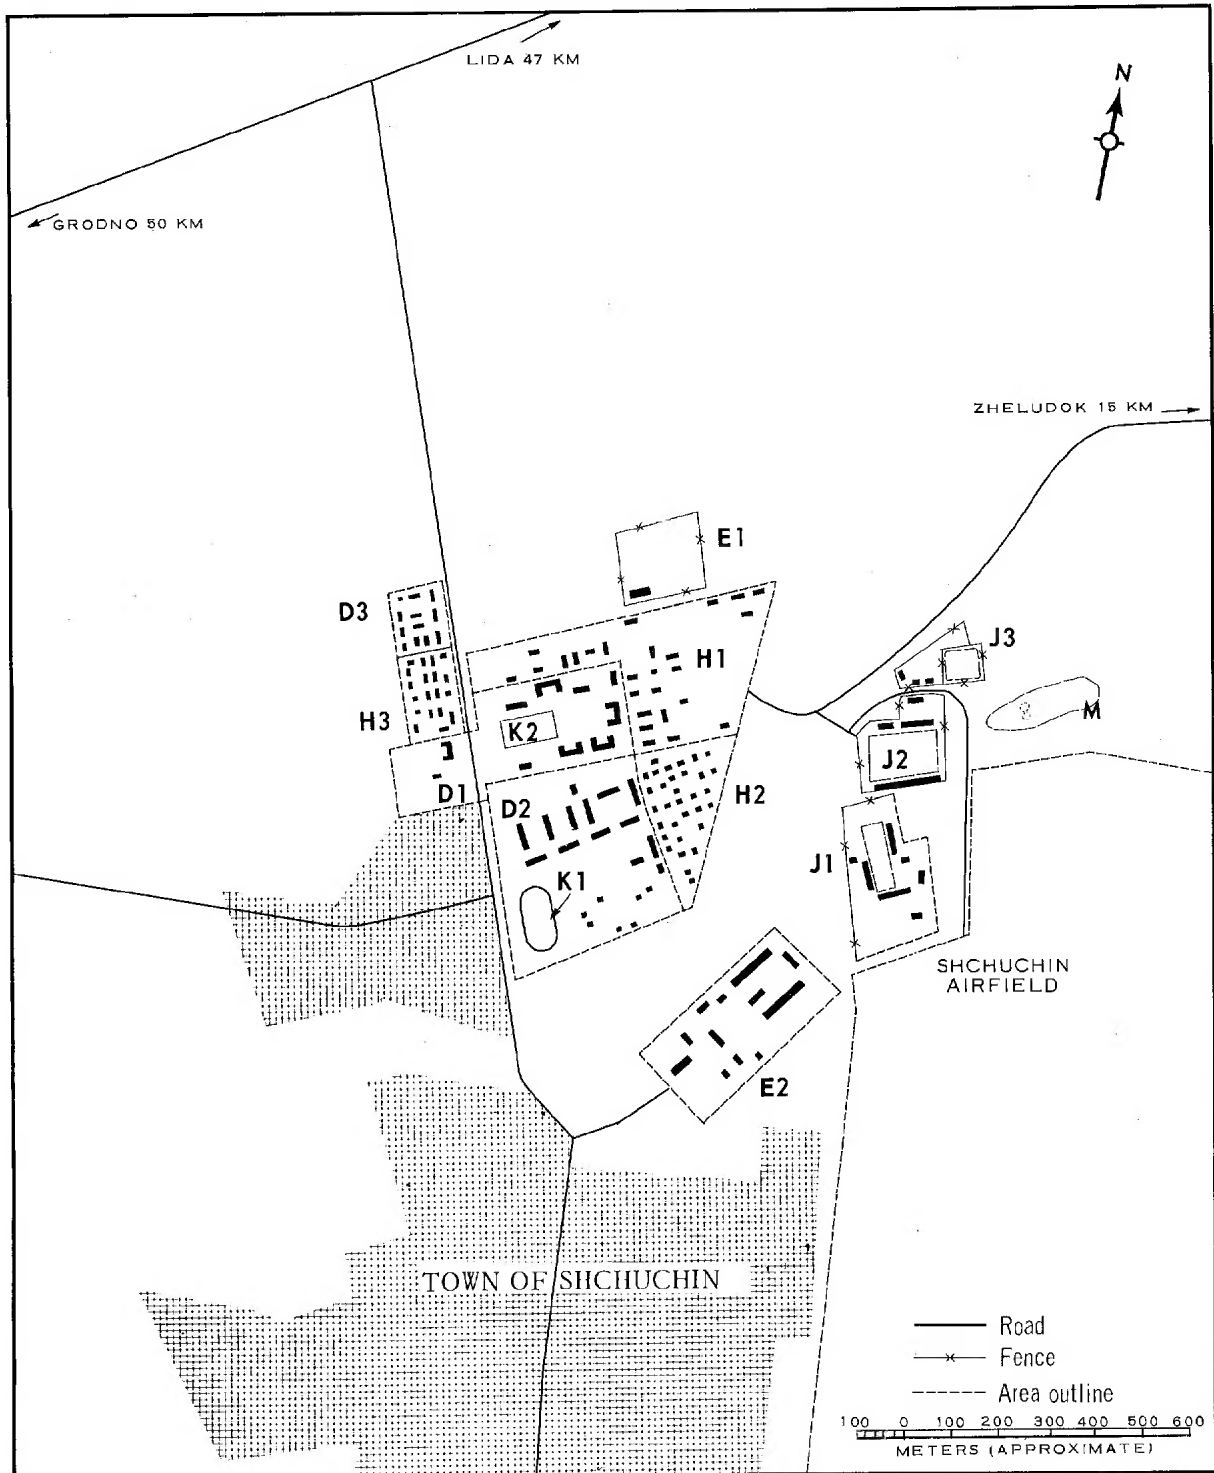 LIDA 47 KM
N
GRODNO 50 KM
ZHELUDOK 15 KM
E1
D3
J3
H1
H3
K2
M
J2
D1
D2
H2
J1
K1
SHCHUCHIN
AIRFIELD
E2
TOWN OF SHCHUCHIN
Road
Fence
Area outline
100 0 100 200 300 400 500 600
METERS (APPROXIMATE)